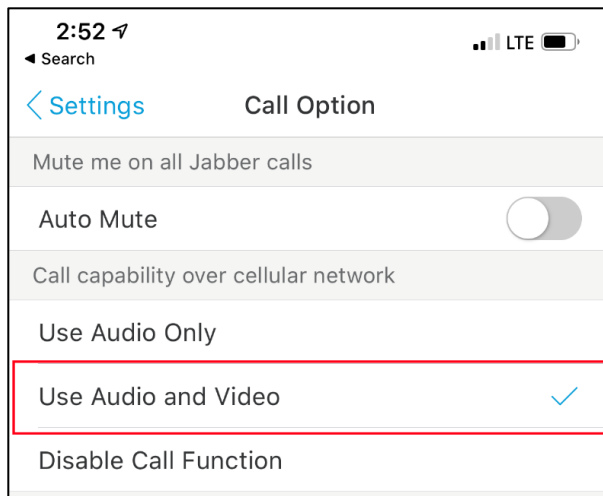 2:52
LTE
Search
Settings
Call Option
Mute me on all Jabber calls
Auto Mute
Call capability over cellular network
Use Audio Only
Use Audio and Video
Disable Call Function